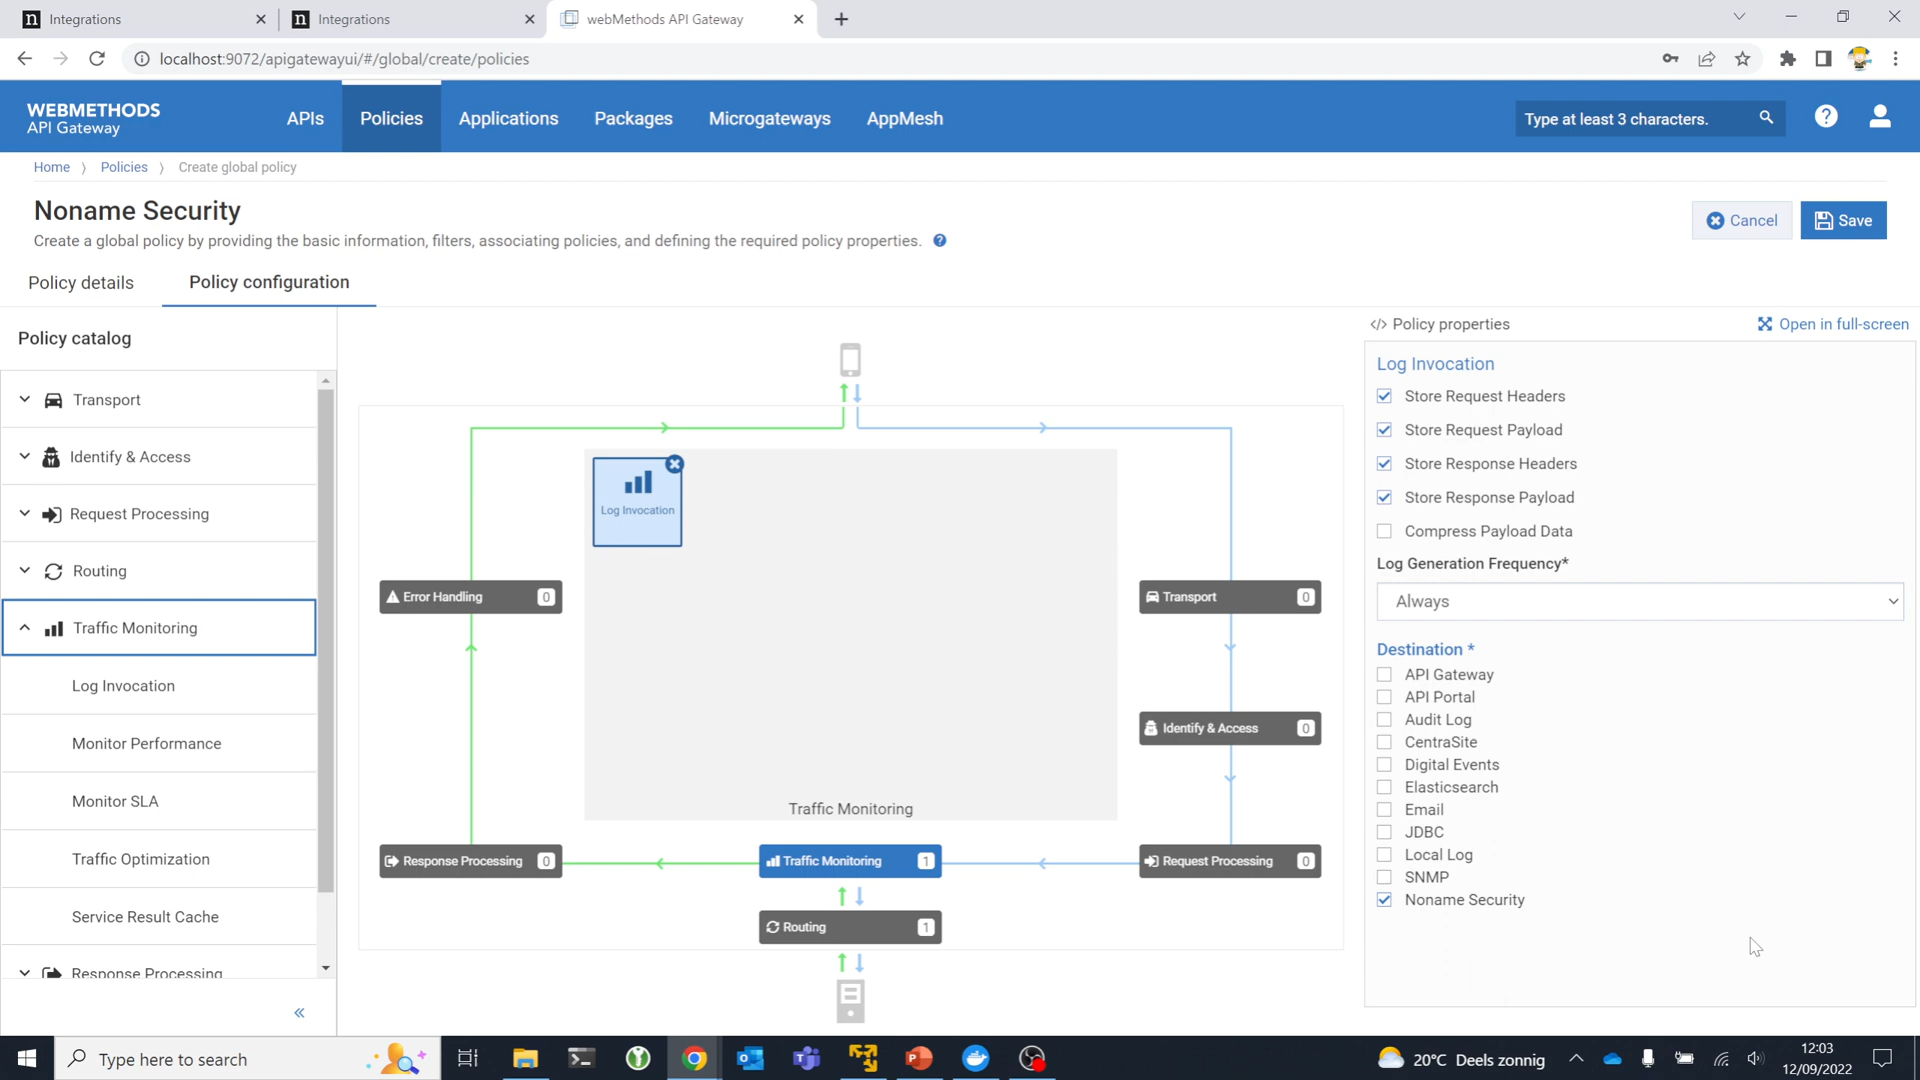 Integrations
Integrations
webMethods API Gateway
localhost:9072/apigatewayui/#/global/create/policies
WEBMETHODS
API Gateway
APIs
Policies
Applications
Packages
Microgateways
AppMesh
Type at least 3 characters.
Home
Policies
Create global policy
Noname Security
Create a global policy by providing the basic information, filters, associating policies, and defining the required policy properties.
Cancel
Save
Policy details
Policy configuration
Policy catalog
Transport
Identify & Access
Request Processing
Routing
Traffic Monitoring
Log Invocation
Monitor Performance
Monitor SLA
Traffic Optimization
Service Result Cache
Response Processing
Log Invocation
Error Handling 0
Transport 0
Identify & Access 0
Traffic Monitoring
Response Processing 0
Traffic Monitoring 1
Request Processing 0
Routing 1
</> Policy properties
Open in full-screen
Log Invocation
Store Request Headers
Store Request Payload
Store Response Headers
Store Response Payload
Compress Payload Data
Log Generation Frequency*
Always
Destination *
API Gateway
API Portal
Audit Log
CentraSite
Digital Events
Elasticsearch
Email
JDBC
Local Log
SNMP
Noname Security
Type here to search
20°C Deels zonnig
12:03
12/09/2022